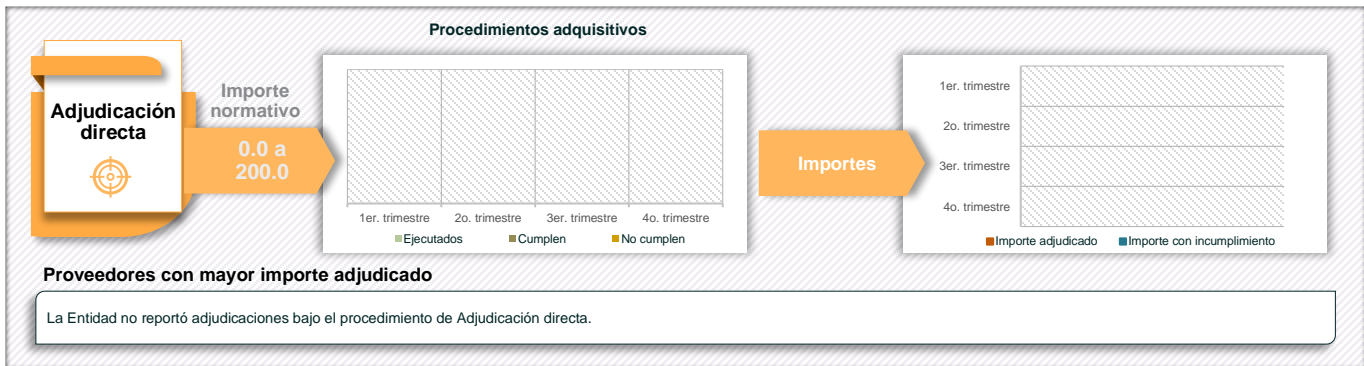 Procedimientos adquisitivos
Adjudicación
directa
Importe
normativo
0.0 a
200.0
1er. trimestre 2o. trimestre 3er. trimestre 4o. trimestre
Ejecutados Cumplen No cumplen
Importes
1er. trimestre
2o. trimestre
3er. trimestre
4o. trimestre
Importe adjudicado Importe con incumplimiento
Proveedores con mayor importe adjudicado
La Entidad no reportó adjudicaciones bajo el procedimiento de Adjudicación directa.